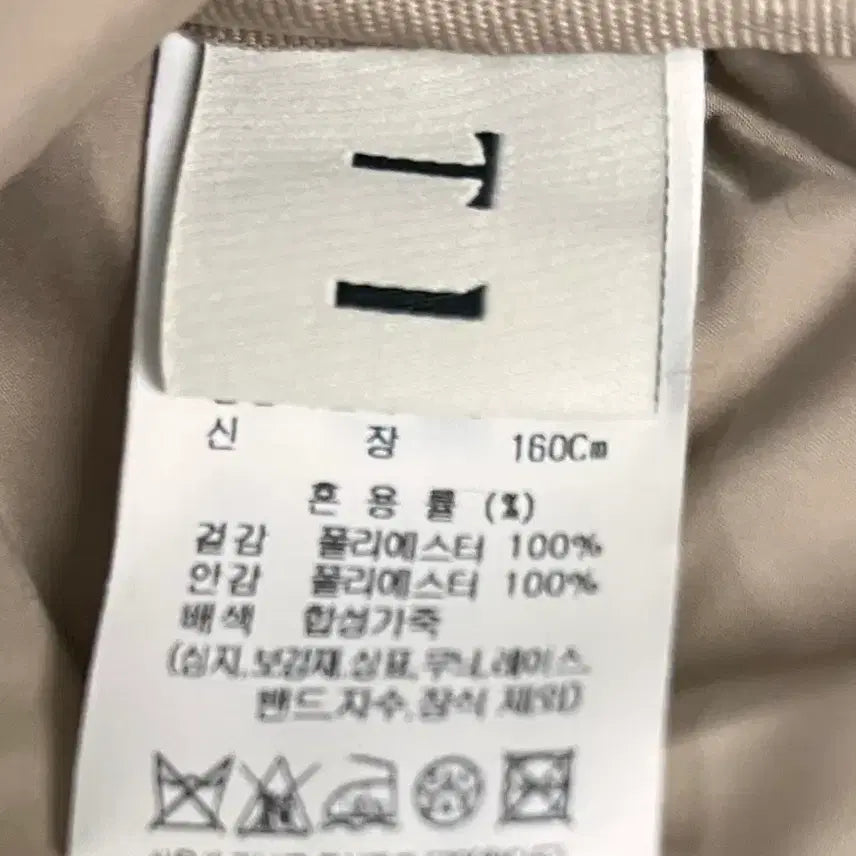 T I
신 장 160Cm
혼 용 률 (%)
겉감 폴리에스터 100%
안감 폴리에스터 100%
배색 합성가죽
(심지,보강재,상표,무늬,레이스,
밴드,자수,장식 제외)